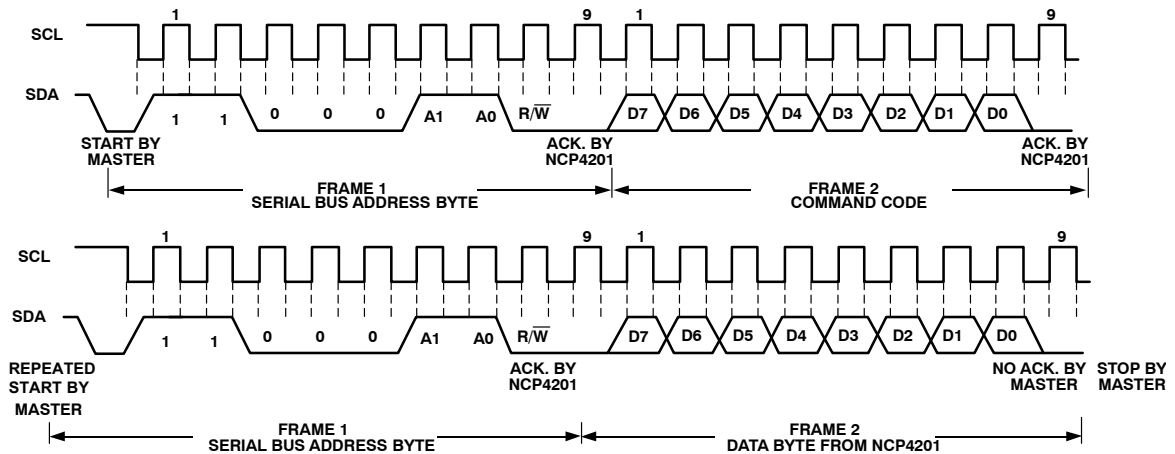 1 9 1 9
SCL
SDA
1 1 0 0 0 A1 A0 R/W̅ D7 D6 D5 D4 D3 D2 D1 D0
START BY
MASTER
ACK. BY
NCP4201
ACK. BY
NCP4201
FRAME 1
SERIAL BUS ADDRESS BYTE
FRAME 2
COMMAND CODE
1 9 1 9
SCL
SDA
1 1 0 0 0 A1 A0 R/W̅ D7 D6 D5 D4 D3 D2 D1 D0
REPEATED
START BY
MASTER
ACK. BY
NCP4201
NO ACK. BY
MASTER
STOP BY
MASTER
FRAME 1
SERIAL BUS ADDRESS BYTE
FRAME 2
DATA BYTE FROM NCP4201